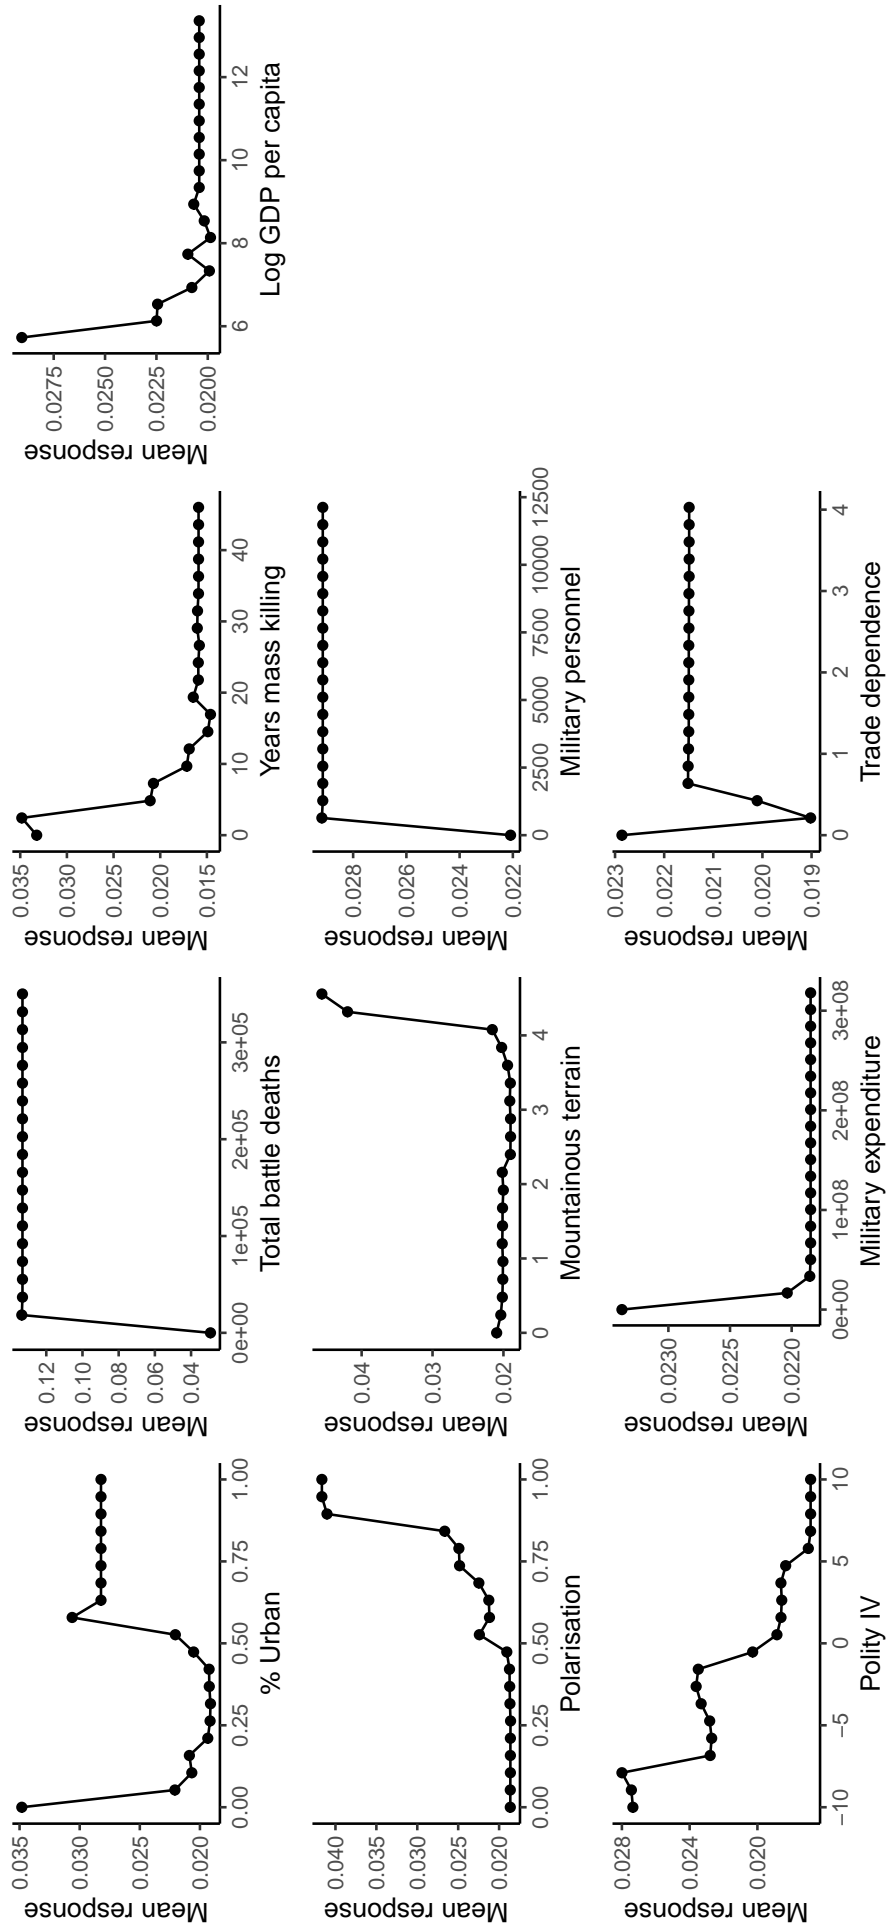 Mean response
0.035
0.030
0.025
0.020
0.00 0.25 0.50 0.75 1.00
% Urban
Mean response
0.12
0.10
0.08
0.06
0.04
0e+00 1e+05 2e+05 3e+05
Total battle deaths
Mean response
0.035
0.030
0.025
0.020
0.015
0 10 20 30 40
Years mass killing
Mean response
0.0275
0.0250
0.0225
0.0200
6 8 10 12
Log GDP per capita
Mean response
0.040
0.035
0.030
0.025
0.020
0.00 0.25 0.50 0.75 1.00
Polarisation
Mean response
0.04
0.03
0.02
0 1 2 3 4
Mountainous terrain
Mean response
0.028
0.026
0.024
0.022
0 2500 5000 7500 10000 12500
Military personnel
Mean response
0.028
0.024
0.020
−10 −5 0 5 10
Polity IV
Mean response
0.0230
0.0225
0.0220
0e+00 1e+08 2e+08 3e+08
Military expenditure
Mean response
0.023
0.022
0.021
0.020
0.019
0 1 2 3 4
Trade dependence